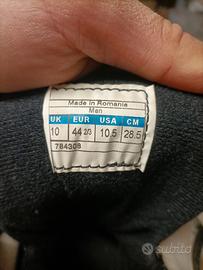 Made in Romania
Men
UK EUR USA CM
10 44 2/3 10.5 28.5
784308
subito